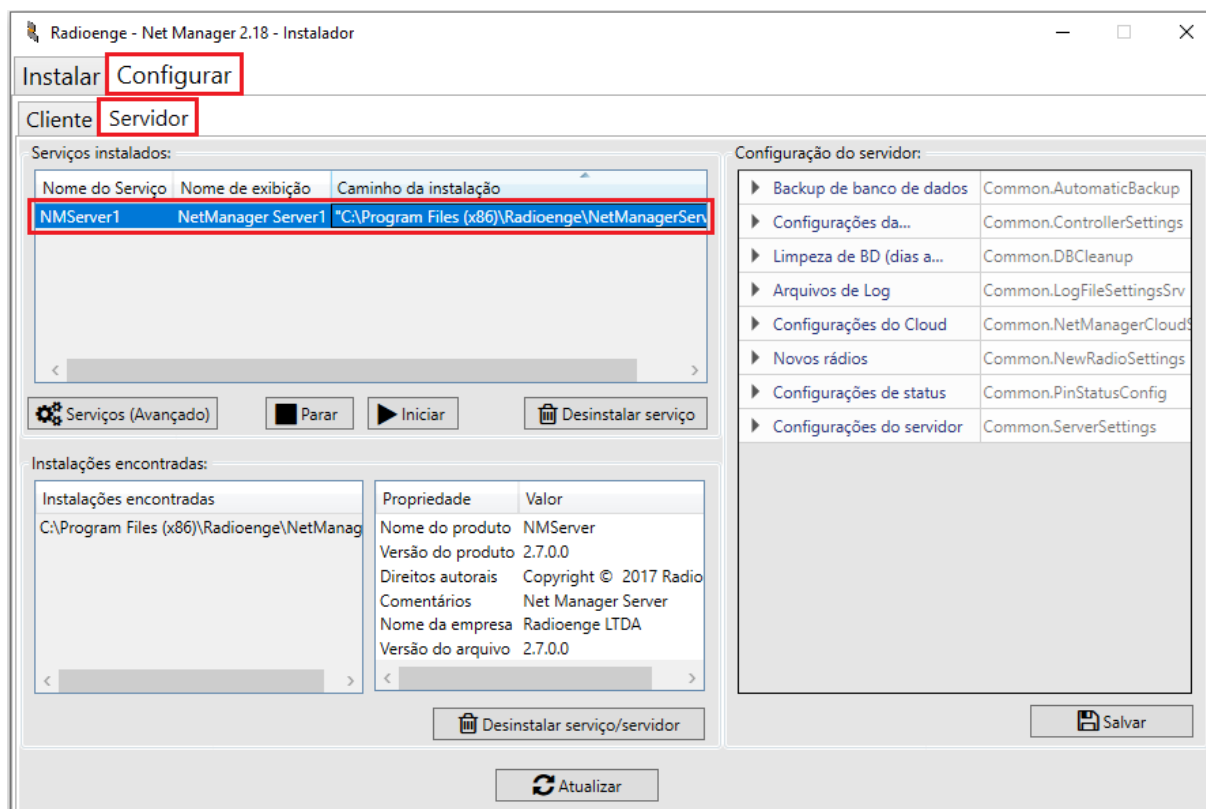 Radioenge - Net Manager 2.18 - Instalador
Instalar Configurar
Cliente Servidor
Serviços instalados:
Nome do Serviço Nome de exibição Caminho da instalação
NMServer1 NetManager Server1 "C:\Program Files (x86)\Radioenge\NetManagerServ
Serviços (Avançado) Parar Iniciar Desinstalar serviço
Instalações encontradas:
Instalações encontradas
C:\Program Files (x86)\Radioenge\NetManag
Propriedade Valor
Nome do produto NMServer
Versão do produto 2.7.0.0
Direitos autorais Copyright © 2017 Radio
Comentários Net Manager Server
Nome da empresa Radioenge LTDA
Versão do arquivo 2.7.0.0
Desinstalar serviço/servidor
Configuração do servidor:
Backup de banco de dados Common.AutomaticBackup
Configurações da... Common.ControllerSettings
Limpeza de BD (dias a... Common.DBCleanup
Arquivos de Log Common.LogFileSettingsSrv
Configurações do Cloud Common.NetManagerCloudS
Novos rádios Common.NewRadioSettings
Configurações de status Common.PinStatusConfig
Configurações do servidor Common.ServerSettings
Salvar
Atualizar